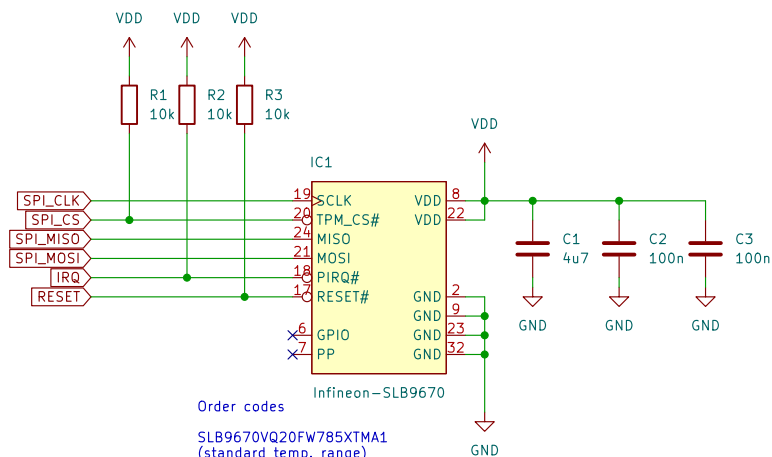 VDD VDD VDD
R1 R2 R3
10k 10k 10k
VDD
IC1
SPI_CLK 19 SCLK VDD 8
SPI_CS 20 TPM_CS# VDD 22
SPI_MISO 24 MISO
SPI_MOSI 21 MOSI
IRQ 18 PIRQ#
RESET 17 RESET# GND 2
GND 9
6 GPIO GND 23
7 PP GND 32
C1 C2 C3
4u7 100n 100n
GND GND GND
Infineon-SLB9670
Order codes
SLB9670VQ20FW785XTMA1
(standard temp. range)
GND